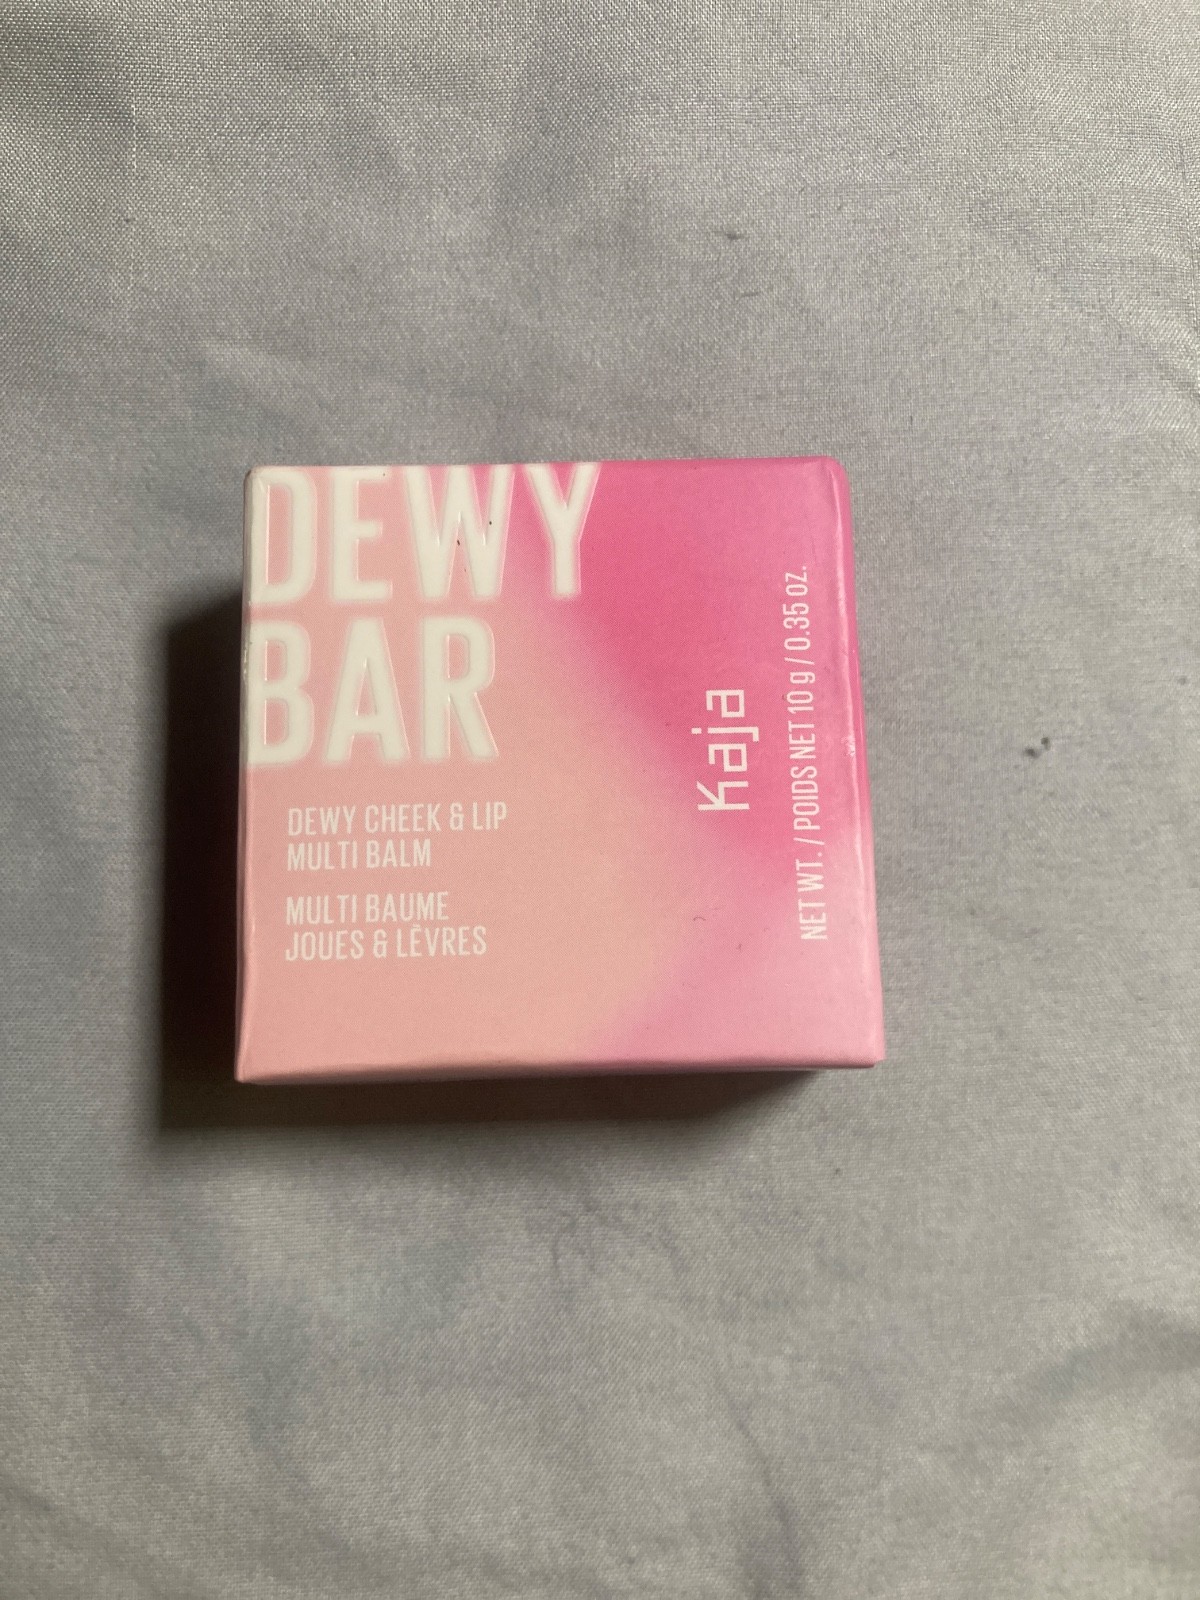 DEWY
BAR
DEWY CHEEK & LIP
MULTI BALM
MULTI BAUME
JOUES & LÈVRES
Kaja
NET WT. / POIDS NET 10 g / 0.35 OZ.